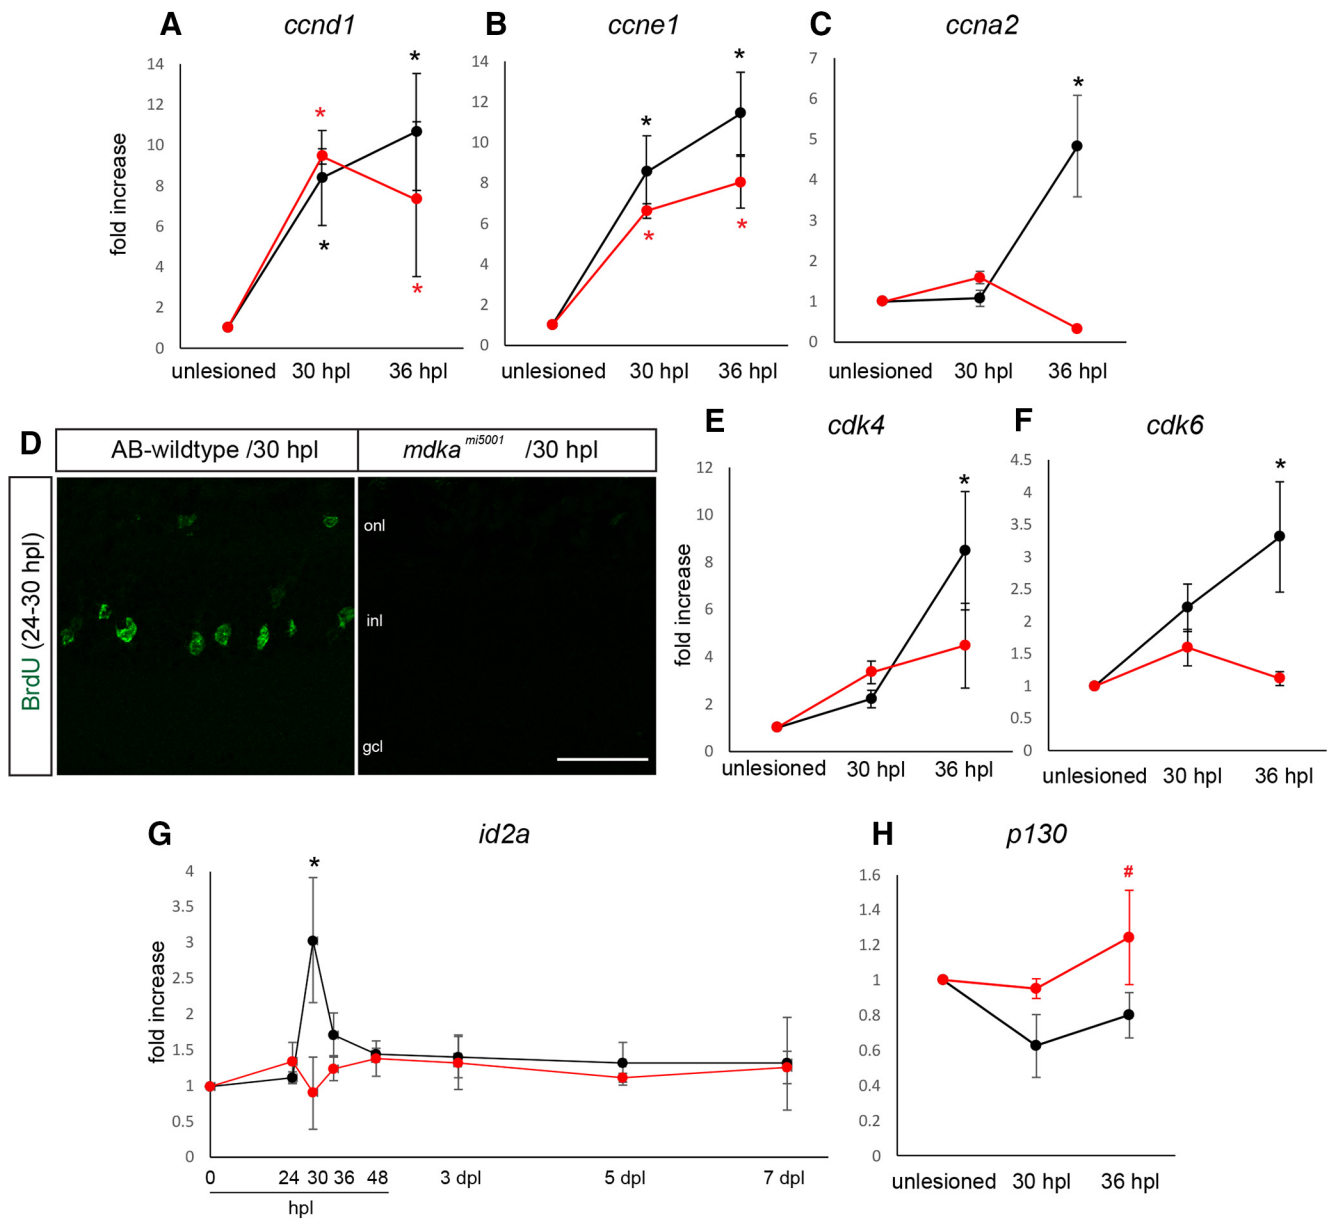 A ccnd1
B ccne1
C ccna2
*
*
*
*
*
*
*
*
*
fold increase
14
12
10
8
6
4
2
0
unlesioned 30 hpl 36 hpl
14
12
10
8
6
4
2
0
unlesioned 30 hpl 36 hpl
7
6
5
4
3
2
1
0
unlesioned 30 hpl 36 hpl
D
AB-wildtype /30 hpl
mdka mi5001 /30 hpl
BrdU (24-30 hpl)
onl
inl
gcl
E cdk4
*
fold increase
12
10
8
6
4
2
0
unlesioned 30 hpl 36 hpl
F cdk6
*
4.5
4
3.5
3
2.5
2
1.5
1
0.5
0
unlesioned 30 hpl 36 hpl
G id2a
*
fold increase
4
3.5
3
2.5
2
1.5
1
0.5
0
0 24 30 36 48 3 dpl 5 dpl 7 dpl
hpl
H p130
#
1.6
1.4
1.2
1
0.8
0.6
0.4
0.2
0
unlesioned 30 hpl 36 hpl